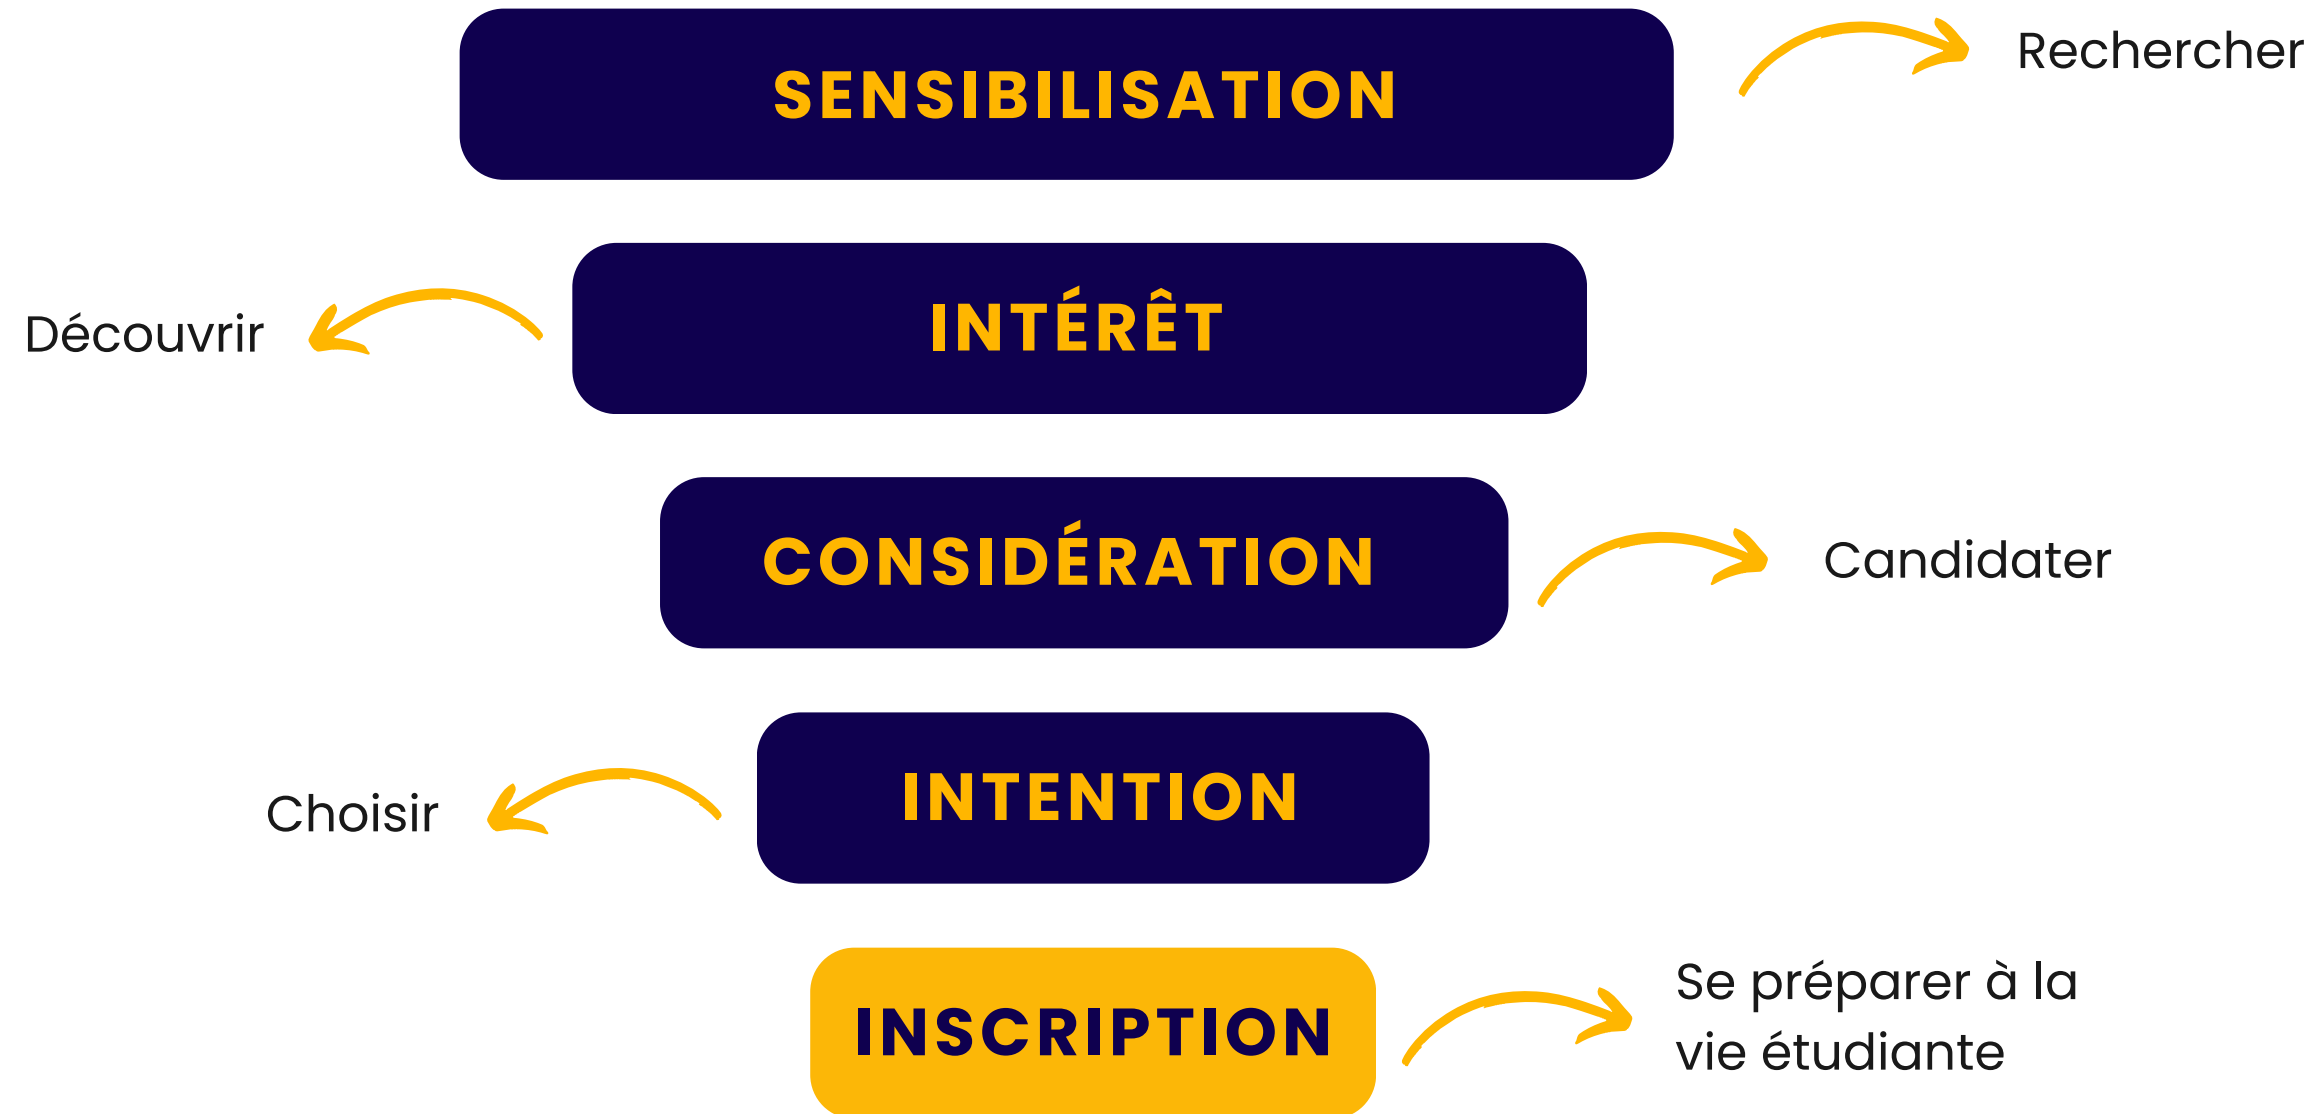 SENSIBILISATION
Rechercher
INTÉRÊT
Découvrir
CONSIDÉRATION
Candidater
INTENTION
Choisir
INSCRIPTION
Se préparer à la
vie étudiante